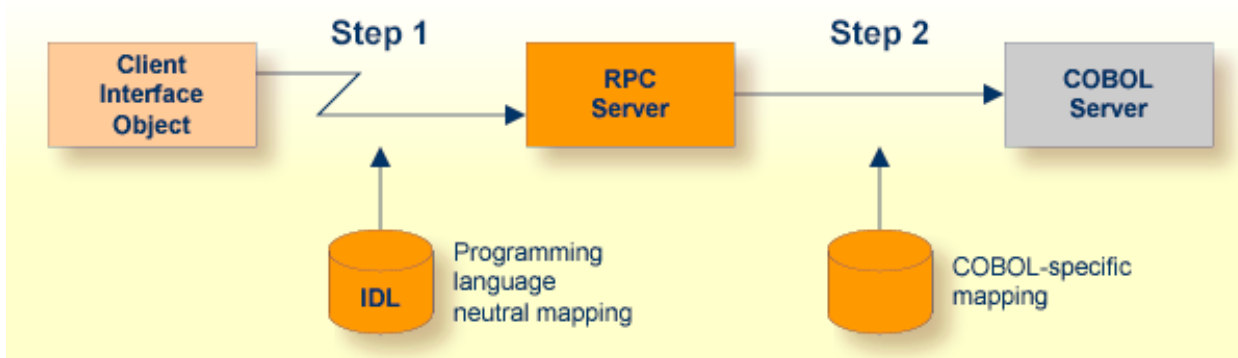 Step 1
Step 2
Client
Interface
Object
RPC
Server
COBOL
Server
IDL
Programming
language
neutral mapping
COBOL-specific
mapping